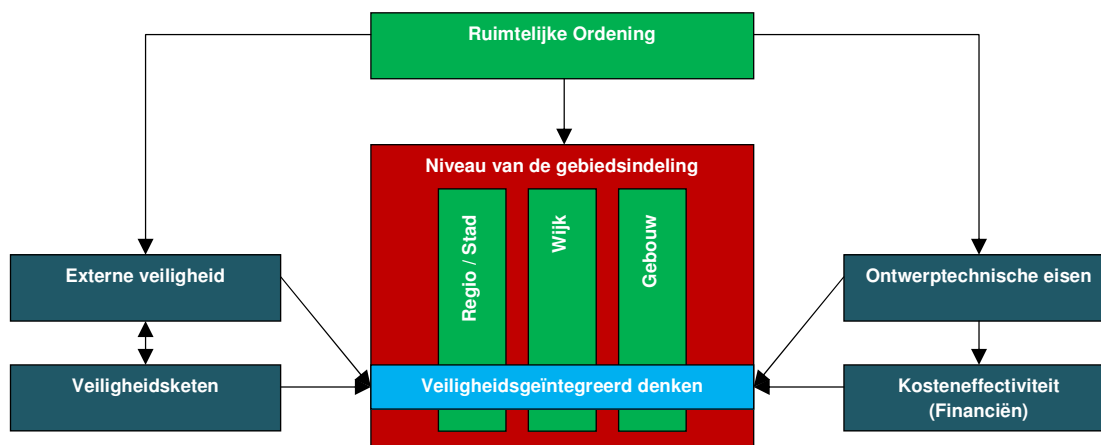 Ruimtelijke Ordening
Niveau van de gebiedsindeling
Regio / Stad
Wijk
Gebouw
Externe veiligheid
Ontwerptechnische eisen
Veiligheidsketen
Veiligheidsgeïntegreerd denken
Kosteneffectiviteit
(Financiën)